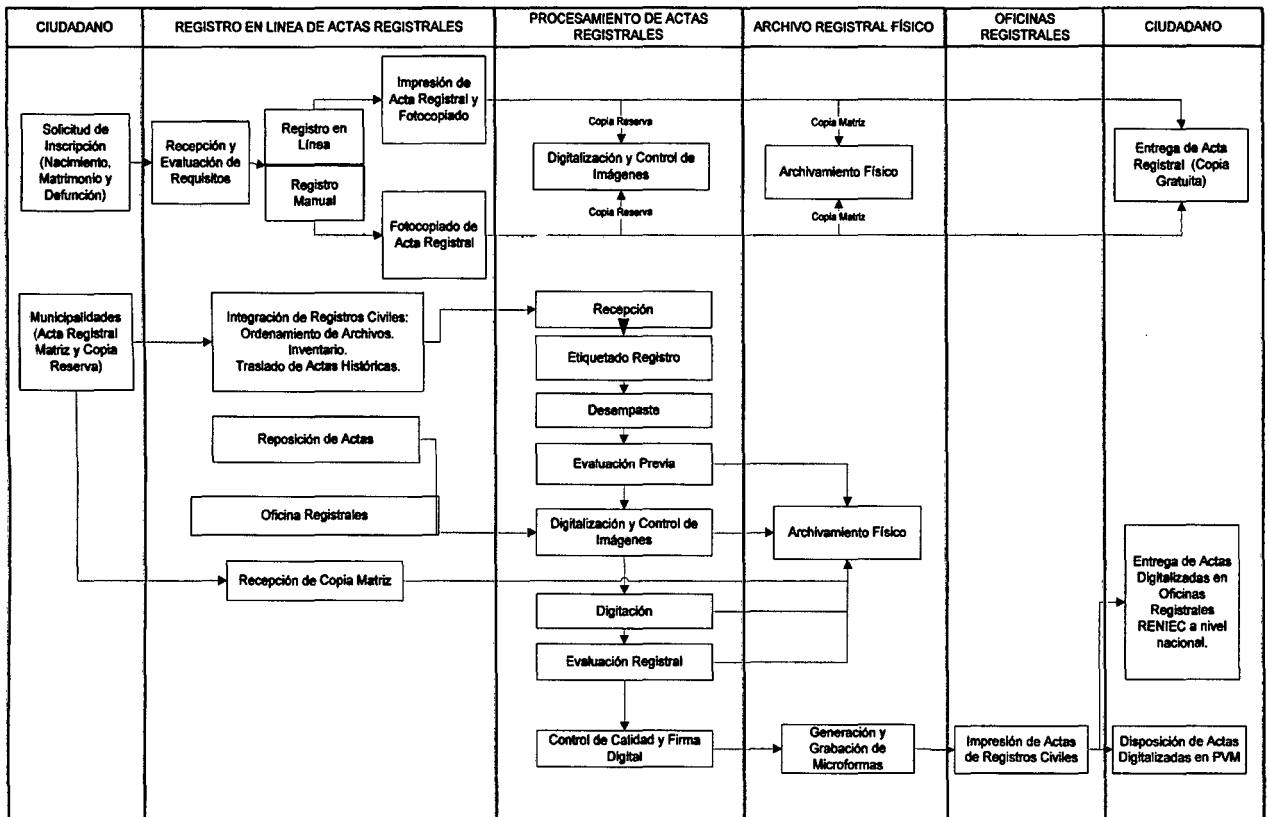 CIUDADANO
REGISTRO EN LINEA DE ACTAS REGISTRALES
PROCESAMIENTO DE ACTAS
REGISTRALES
ARCHIVO REGISTRAL FÍSICO
OFICINAS
REGISTRALES
CIUDADANO
Solicitud de
Inscripción
(Nacimiento,
Matrimonio y
Defunción)
Recepción y
Evaluación de
Requisitos
Registro en
Línea
Registro
Manual
Impresión de
Acta Registral y
Fotocopiado
Fotocopiado de
Acta Registral
Copia Reserva
Digitalización y Control de
Imágenes
Copia Reserva
Copia Matriz
Archivamiento Físico
Copia Matriz
Entrega de Acta
Registral (Copia
Gratuita)
Municipalidades
(Acta Registral
Matriz y Copia
Reserva)
Integración de Registros Civiles:
Ordenamiento de Archivos.
Inventario.
Traslado de Actas Históricas.
Reposición de Actas
Oficina Registrales
Recepción de Copia Matriz
Recepción
Etiquetado Registro
Desempaste
Evaluación Previa
Digitalización y Control de
Imágenes
Digitación
Evaluación Registral
Control de Calidad y Firma
Digital
Archivamiento Físico
Generación y
Grabación de
Microformas
Impresión de Actas
de Registros Civiles
Entrega de Actas
Digitalizadas en
Oficinas
Registrales
RENIEC a nivel
nacional.
Disposición de Actas
Digitalizadas en PVM